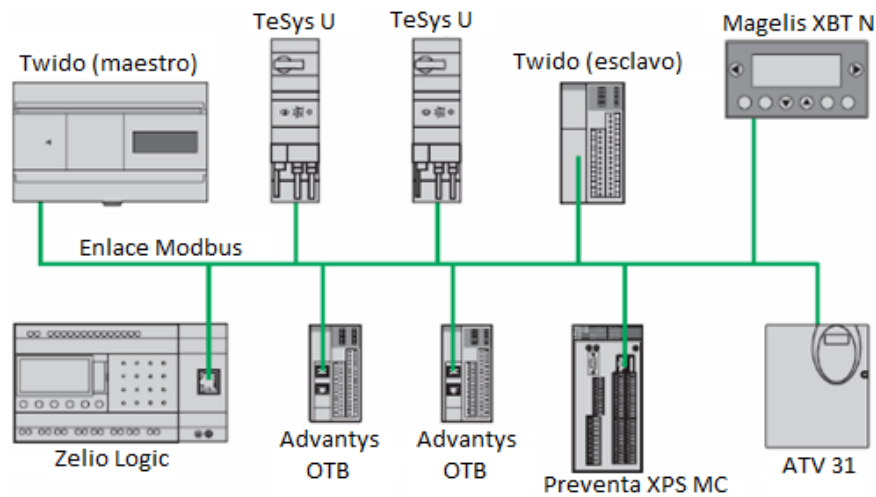 TeSys U
TeSys U
Magelis XBT N
Twido (maestro)
Twido (esclavo)
Enlace Modbus
Zelio Logic
Advantys
OTB
Advantys
OTB
Preventa XPS MC
ATV 31